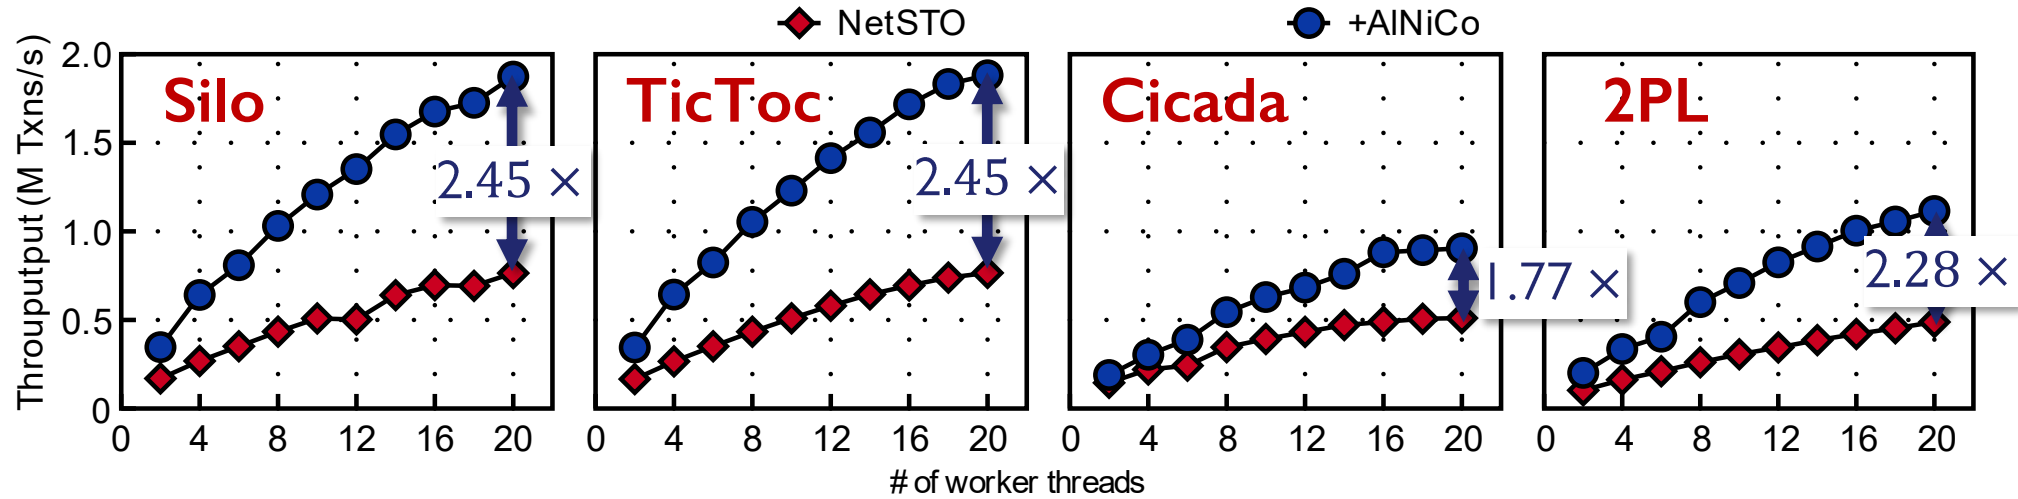 NetSTO
+AlNiCo
Throuputput (M Txns/s)
2.0
1.5
1.0
0.5
0
Silo
2.45 ×
0 4 8 12 16 20
TicToc
2.45 ×
0 4 8 12 16 20
Cicada
1.77 ×
0 4 8 12 16 20
2PL
2.28 ×
0 4 8 12 16 20
# of worker threads